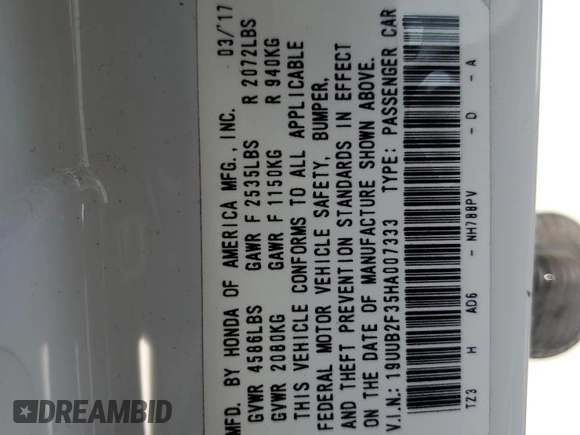 MFD. BY HONDA OF AMERICA MFG., INC. 03/'17
GVWR 4586LBS GAWR F 2535LBS R 2072LBS
GVWR 2080KG GAWR F 1150KG R 940KG
THIS VEHICLE CONFORMS TO ALL APPLICABLE
FEDERAL MOTOR VEHICLE SAFETY, BUMPER,
AND THEFT PREVENTION STANDARDS IN EFFECT
ON THE DATE OF MANUFACTURE SHOWN ABOVE.
V.I.N.: 19UUB2F35HA007333 TYPE: PASSENGER CAR
TZ3 H AD6 - NH788PV - D - A
DREAMBID